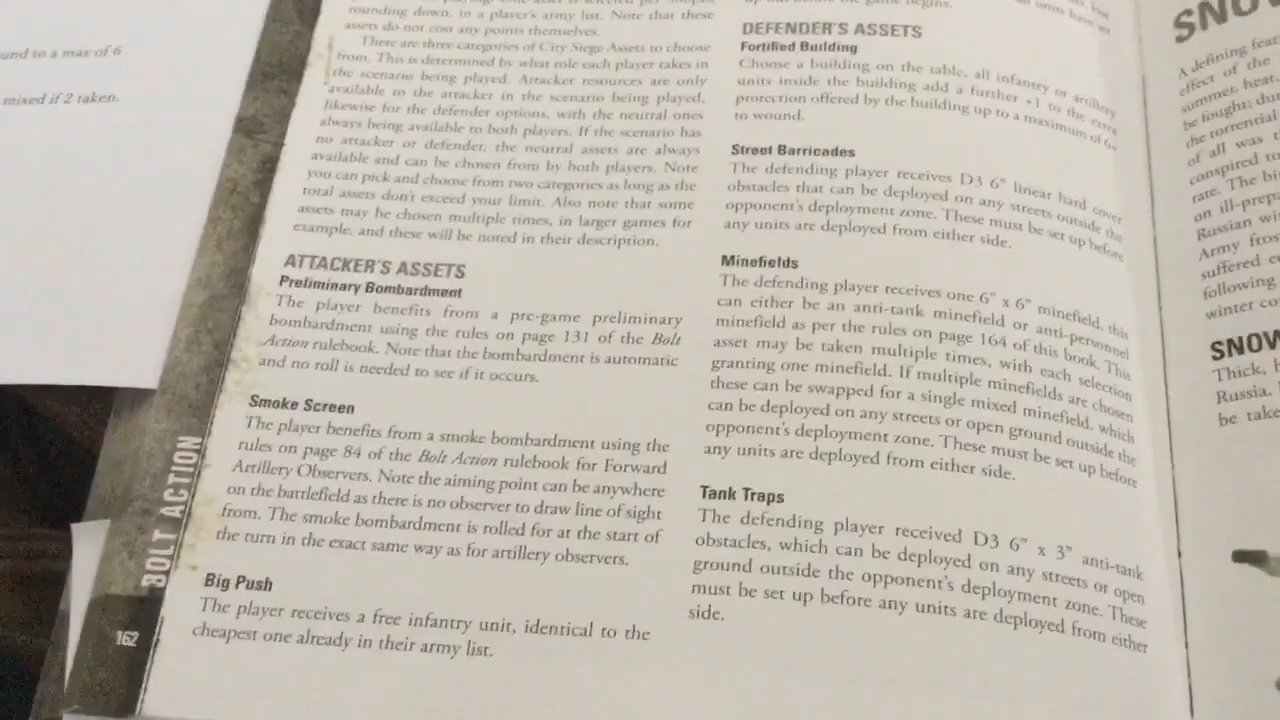 und to a max of 6
mixed if 2 taken.
rounding down, in a player's army list. Note that these
assets do not cost any points themselves.
There are three categories of City Siege Assets to choose
from. This is determined by what role each player takes in
the scenario being played. Attacker resources are only
available to the attacker in the scenario being played,
likewise for the defender options, with the neutral ones
always being available to both players. If the scenario has
no attacker or defender, the neutral assets are always
available and can be chosen from by both players. Note
you can pick and choose from two categories as long as the
total assets don't exceed your limit. Also note that some
assets may be chosen multiple times, in larger games for
example, and these will be noted in their description.
ATTACKER'S ASSETS
Preliminary Bombardment
The player benefits from a pre-game preliminary
bombardment using the rules on page 131 of the Bolt
Action rulebook. Note that the bombardment is automatic
and no roll is needed to see if it occurs.
Smoke Screen
The player benefits from a smoke bombardment using the
rules on page 84 of the Bolt Action rulebook for Forward
Artillery Observers. Note the aiming point can be anywhere
on the battlefield as there is no observer to draw line of sight
from. The smoke bombardment is rolled for at the start of
the turn in the exact same way as for artillery observers.
Big Push
The player receives a free infantry unit, identical to the
cheapest one already in their army list.
BOLT ACTION
162
DEFENDER'S ASSETS
Fortified Building
Choose a building on the table, all infantry or artillery
units inside the building add a further +1 to the extra
protection offered by the building up to a maximum of 6+
to wound.
Street Barricades
The defending player receives D3 6" linear hard cover
obstacles that can be deployed on any streets outside the
opponent's deployment zone. These must be set up before
any units are deployed from either side.
Minefields
The defending player receives one 6" x 6" minefield, this
can either be an anti-tank minefield or anti-personnel
minefield as per the rules on page 164 of this book. This
asset may be taken multiple times, with each selection
granting one minefield. If multiple minefields are chosen
these can be swapped for a single mixed minefield, which
can be deployed on any streets or open ground outside the
opponent's deployment zone. These must be set up before
any units are deployed from either side.
Tank Traps
The defending player received D3 6" x 3" anti-tank
obstacles, which can be deployed on any streets or open
ground outside the opponent's deployment zone. These
must be set up before any units are deployed from either
side.
SNOW
A defining feat
effect of the
summer, heat
be fought; du
the torrential
of all was t
conspired to
rate. The bi
on ill-prepa
Russian wi
Army fros
suffered c
following
winter co
SNOW
Thick, h
Russia.
be take